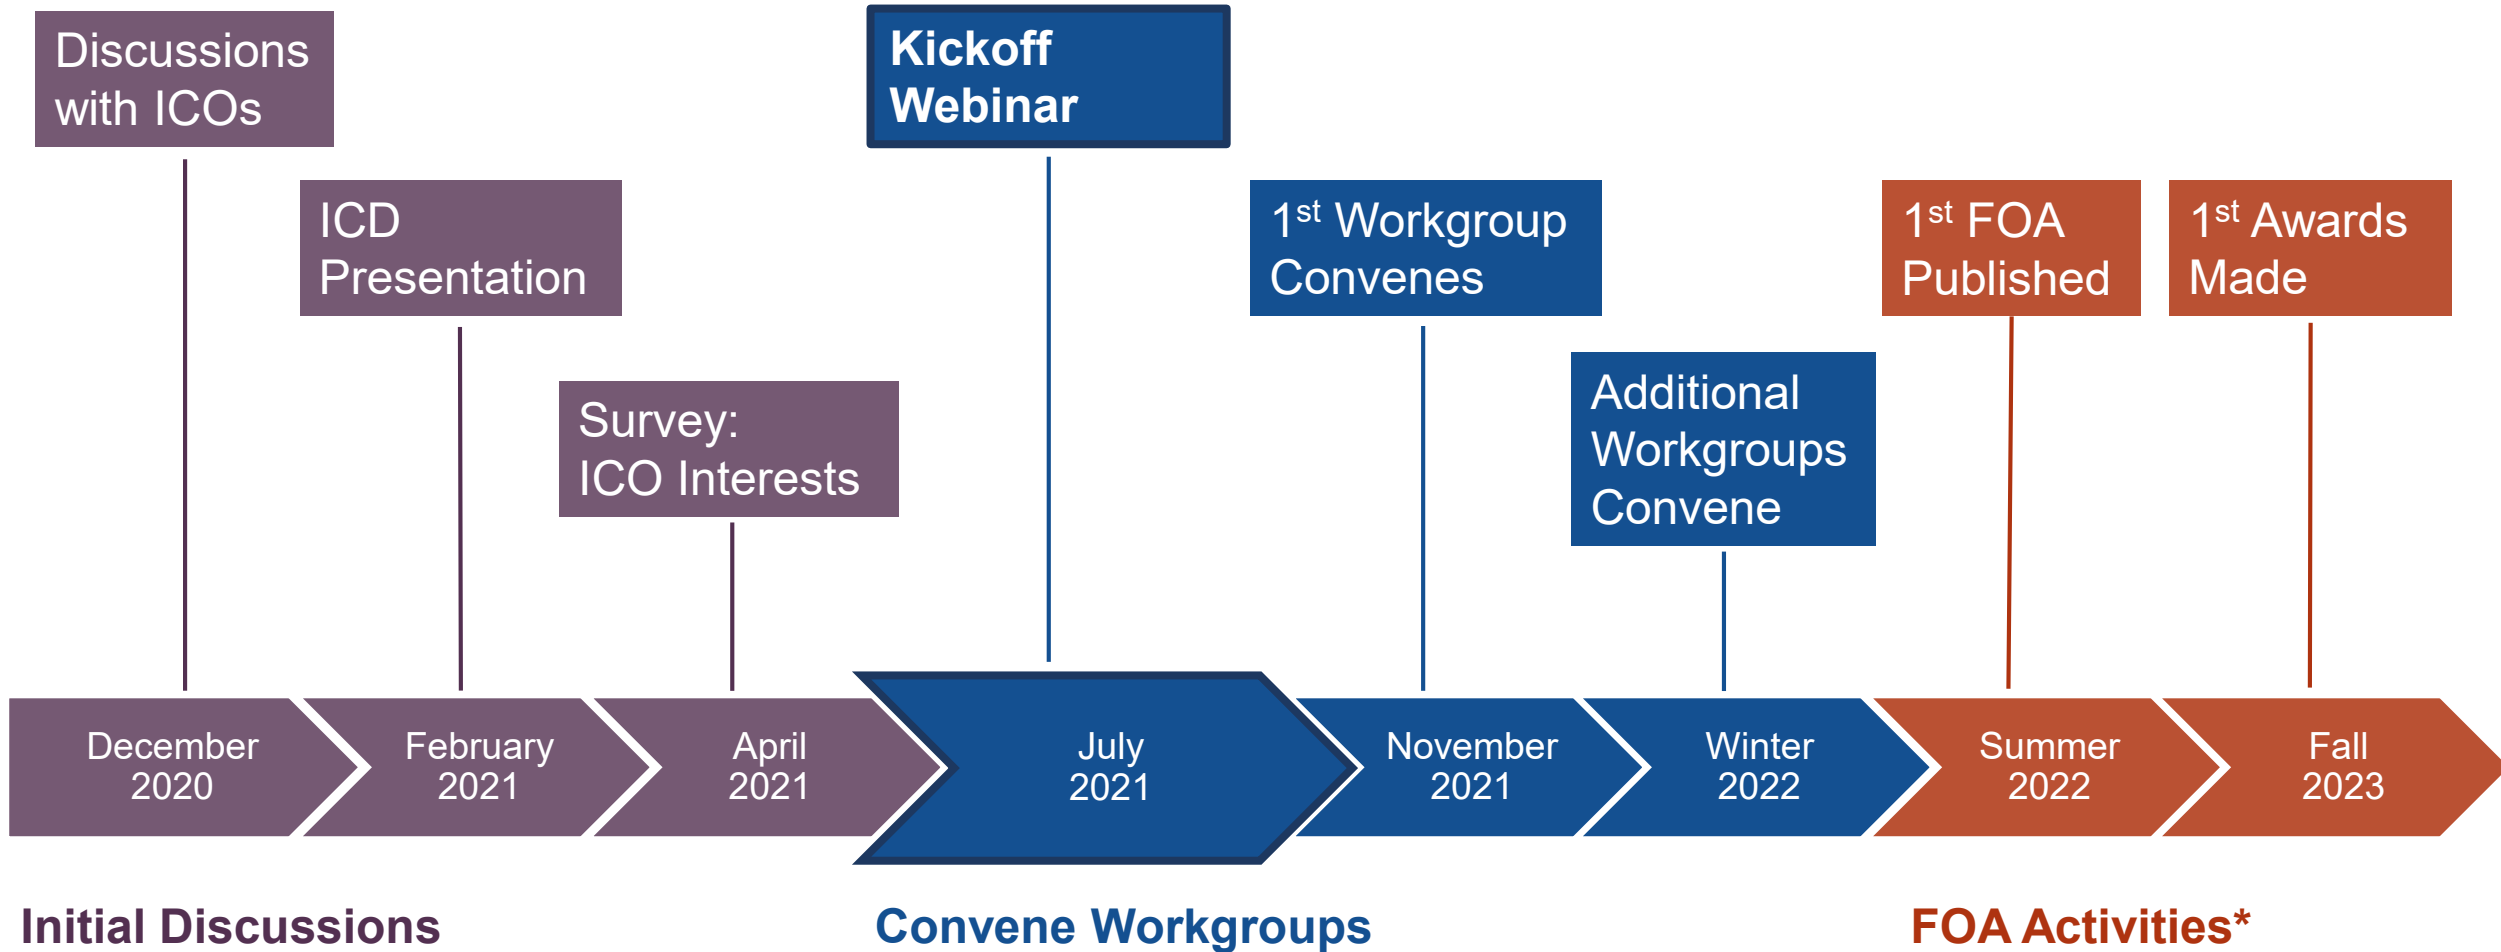 Discussions
with ICOs
ICD
Presentation
Survey:
ICO Interests
Kickoff
Webinar
1st Workgroup
Convenes
Additional
Workgroups
Convene
1st FOA
Published
1st Awards
Made
December
2020
February
2021
April
2021
July
2021
November
2021
Winter
2022
Summer
2022
Fall
2023
Initial Discussions
Convene Workgroups
FOA Activities*